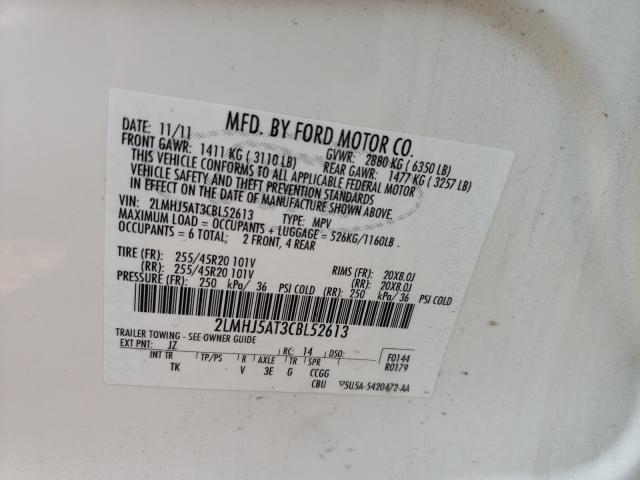 MFD. BY FORD MOTOR CO.
DATE: 11/11 GVWR: 2880 KG (6350 LB)
FRONT GAWR: 1411 KG (3110 LB) REAR GAWR: 1477 KG (3257 LB)
THIS VEHICLE CONFORMS TO ALL APPLICABLE FEDERAL MOTOR
VEHICLE SAFETY AND THEFT PREVENTION STANDARDS
IN EFFECT ON THE DATE OF MANUFACTURE SHOWN ABOVE.
VIN: 2LMHJ5AT3CBL52613 TYPE: MPV
MAXIMUM LOAD = OCCUPANTS + LUGGAGE = 526KG/1160LB
OCCUPANTS = 6 TOTAL; 2 FRONT, 4 REAR
TIRE (FR): 255/45R20 101V RIMS (FR): 20X8.0J
(RR): 255/45R20 101V (RR): 20X8.0J
PRESSURE (FR): 250 kPa/ 36 PSI COLD (RR): 250 kPa/ 36 PSI COLD
2LMHJ5AT3CBL52613
TRAILER TOWING - SEE OWNER GUIDE
EXT PNT: JZ RC: 14 DSO: F0144
INT TR TP/PS R AXLE TR SPR R0179
TK V 3E G CCGG
CBU 5U5A-5420472-AA